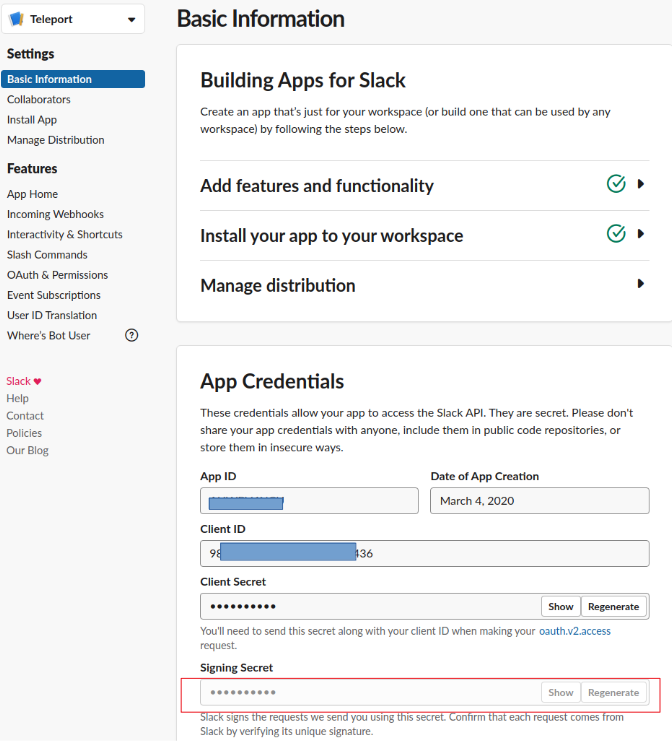 Teleport
Settings
Basic Information
Collaborators
Install App
Manage Distribution
Features
App Home
Incoming Webhooks
Interactivity & Shortcuts
Slash Commands
OAuth & Permissions
Event Subscriptions
User ID Translation
Where's Bot User
Slack ♥
Help
Contact
Policies
Our Blog
Basic Information
Building Apps for Slack
Create an app that's just for your workspace (or build one that can be used by any
workspace) by following the steps below.
Add features and functionality
Install your app to your workspace
Manage distribution
App Credentials
These credentials allow your app to access the Slack API. They are secret. Please don't
share your app credentials with anyone, include them in public code repositories, or
store them in insecure ways.
App ID
Date of App Creation
March 4, 2020
Client ID
98 436
Client Secret
•••••••••• Show Regenerate
You'll need to send this secret along with your client ID when making your oauth.v2.access
request.
Signing Secret
•••••••••• Show Regenerate
Slack signs the requests we send you using this secret. Confirm that each request comes from
Slack by verifying its unique signature.